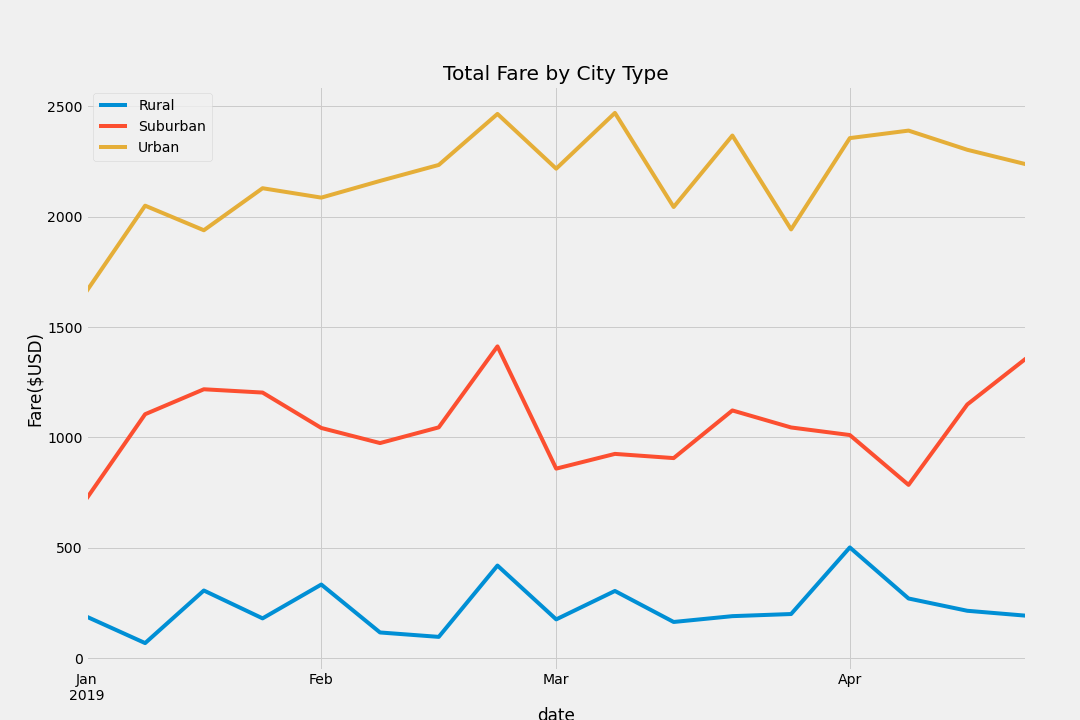 Total Fare by City Type
Rural
Suburban
Urban
Fare($USD)
2500
2000
1500
1000
500
0
Jan Feb Mar Apr
2019
date